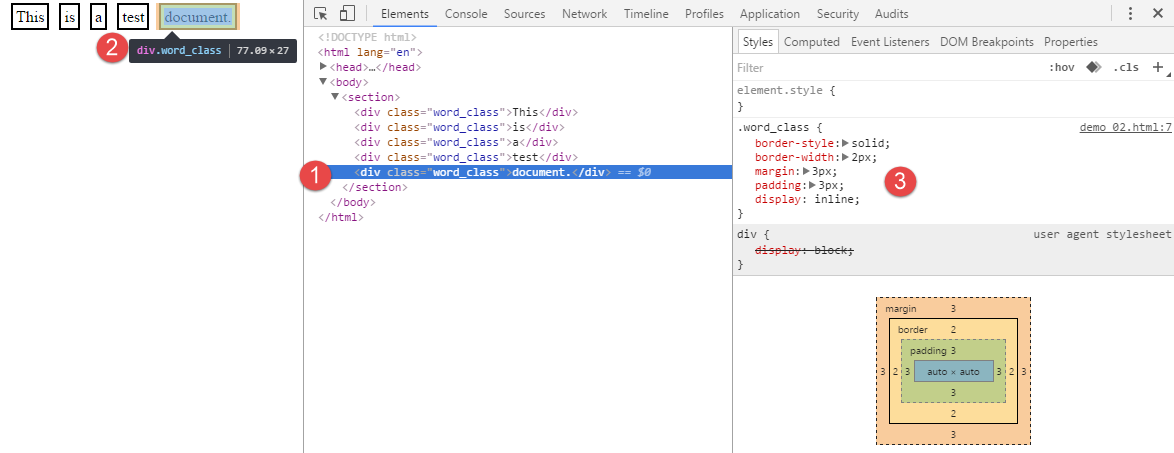 This is a test document.
2 div.word_class | 77.09 × 27
Elements Console Sources Network Timeline Profiles Application Security Audits
<!DOCTYPE html>
<html lang="en">
▶<head>…</head>
▼<body>
▼<section>
<div class="word_class">This</div>
<div class="word_class">is</div>
<div class="word_class">a</div>
<div class="word_class">test</div>
1 <div class="word_class">document.</div> == $0
</section>
</body>
</html>
Styles Computed Event Listeners DOM Breakpoints Properties
Filter :hov .cls +
element.style {
}
.word_class { demo_02.html:7
border-style:▶solid;
border-width:▶2px;
margin:▶3px;
padding:▶3px;
display: inline;
3
}
div { user agent stylesheet
display: block;
}
margin 3
border 2
padding 3
3 2 3 auto × auto 3 2 3
3
2
3